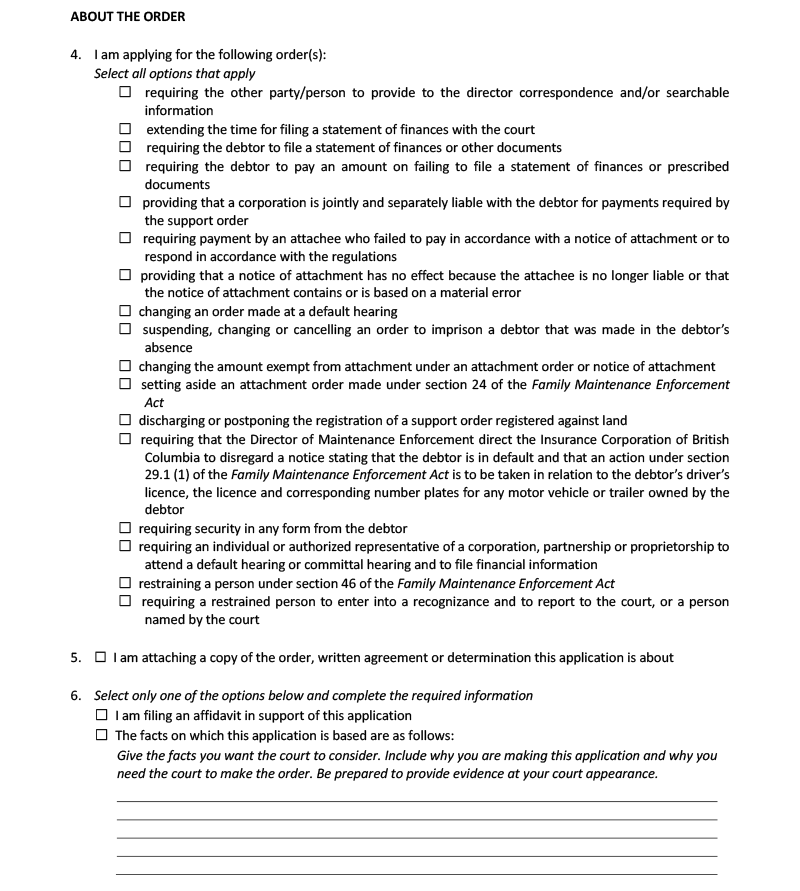 ABOUT THE ORDER
4. I am applying for the following order(s):
Select all options that apply
☐ requiring the other party/person to provide to the director correspondence and/or searchable
information
☐ extending the time for filing a statement of finances with the court
☐ requiring the debtor to file a statement of finances or other documents
☐ requiring the debtor to pay an amount on failing to file a statement of finances or prescribed
documents
☐ providing that a corporation is jointly and separately liable with the debtor for payments required by
the support order
☐ requiring payment by an attachee who failed to pay in accordance with a notice of attachment or to
respond in accordance with the regulations
☐ providing that a notice of attachment has no effect because the attachee is no longer liable or that
the notice of attachment contains or is based on a material error
☐ changing an order made at a default hearing
☐ suspending, changing or cancelling an order to imprison a debtor that was made in the debtor's
absence
☐ changing the amount exempt from attachment under an attachment order or notice of attachment
☐ setting aside an attachment order made under section 24 of the Family Maintenance Enforcement
Act
☐ discharging or postponing the registration of a support order registered against land
☐ requiring that the Director of Maintenance Enforcement direct the Insurance Corporation of British
Columbia to disregard a notice stating that the debtor is in default and that an action under section
29.1 (1) of the Family Maintenance Enforcement Act is to be taken in relation to the debtor's driver's
licence, the licence and corresponding number plates for any motor vehicle or trailer owned by the
debtor
☐ requiring security in any form from the debtor
☐ requiring an individual or authorized representative of a corporation, partnership or proprietorship to
attend a default hearing or committal hearing and to file financial information
☐ restraining a person under section 46 of the Family Maintenance Enforcement Act
☐ requiring a restrained person to enter into a recognizance and to report to the court, or a person
named by the court
5. ☐ I am attaching a copy of the order, written agreement or determination this application is about
6. Select only one of the options below and complete the required information
☐ I am filing an affidavit in support of this application
☐ The facts on which this application is based are as follows:
Give the facts you want the court to consider. Include why you are making this application and why you
need the court to make the order. Be prepared to provide evidence at your court appearance.